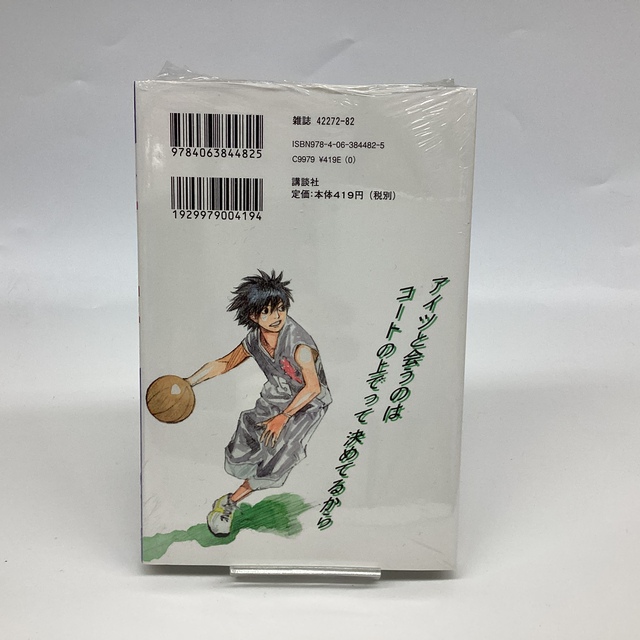 雑誌 42272-82
9784063844825
ISBN978-4-06-384482-5
C9979 ¥419E (0)
1929979004194
講談社
定価:本体419円(税別)
アイツと会うのは
コートの上でって
決めてるから